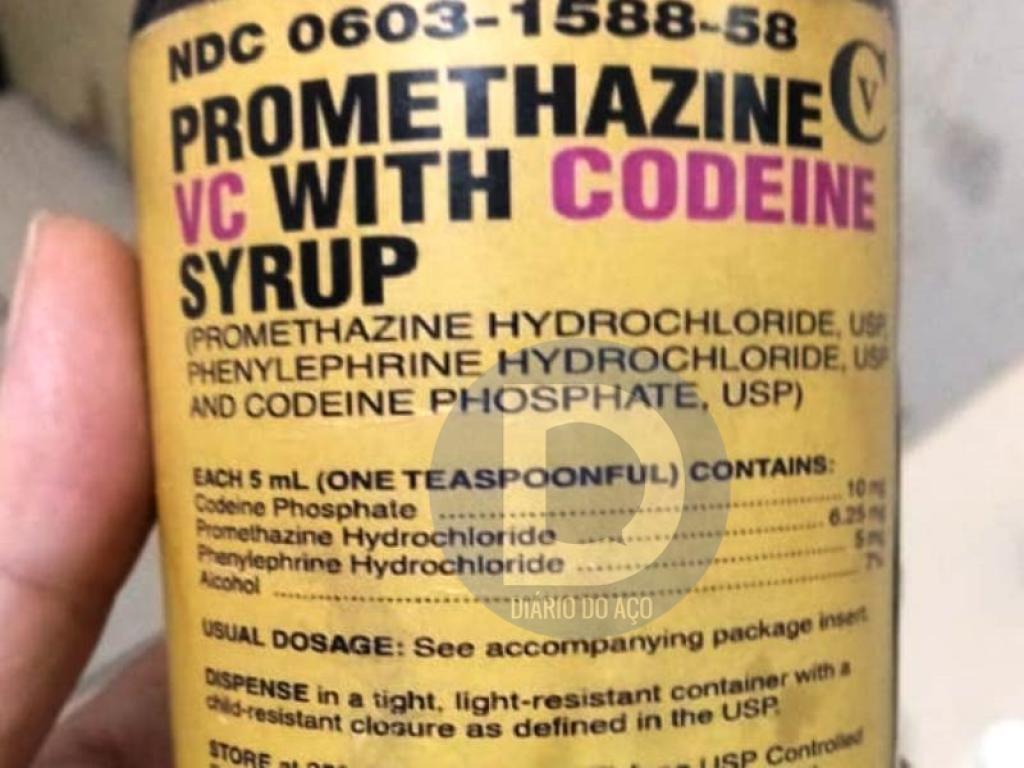 NDC 0603-1588-58
PROMETHAZINE CV
VC WITH CODEINE
SYRUP
(PROMETHAZINE HYDROCHLORIDE, USP,
PHENYLEPHRINE HYDROCHLORIDE, USP
AND CODEINE PHOSPHATE, USP)
EACH 5 mL (ONE TEASPOONFUL) CONTAINS:
Codeine Phosphate .................... 10 mg
Promethazine Hydrochloride .................... 6.25 mg
Phenylephrine Hydrochloride .................... 5 mg
Alcohol .................... 7%
DIÁRIO DO AÇO
USUAL DOSAGE: See accompanying package insert.
DISPENSE in a tight, light-resistant container with a
child-resistant closure as defined in the USP.
STORE at USP Controlled